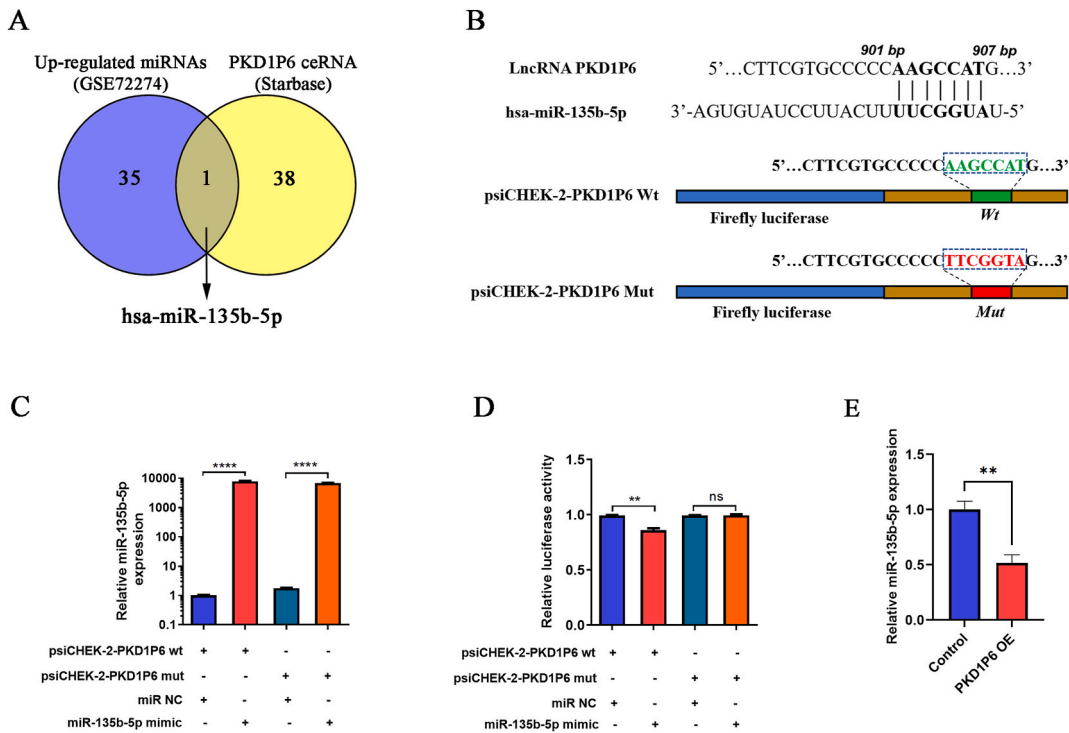 A
Up-regulated miRNAs
(GSE72274)
PKD1P6 ceRNA
(Starbase)
35
1
38
hsa-miR-135b-5p
B
901 bp
907 bp
LncRNA PKD1P6
5’…CTTCGTGCCCCCAAGCCATG…3’
hsa-miR-135b-5p
3’-AGUGUAUCCUUACUUUUCGGUAU-5’
5’…CTTCGTGCCCCCAAGCCATG…3’
psiCHEK-2-PKD1P6 Wt
Firefly luciferase
Wt
5’…CTTCGTGCCCCCTTCGGTAG…3’
psiCHEK-2-PKD1P6 Mut
Firefly luciferase
Mut
C
Relative miR-135b-5p
expression
10000
1000
100
10
1
0.1
****
****
psiCHEK-2-PKD1P6 wt + + - -
psiCHEK-2-PKD1P6 mut - - + +
miR NC + - + -
miR-135b-5p mimic - + - +
D
Relative luciferase activity
1.5
1.0
0.5
0.0
**
ns
psiCHEK-2-PKD1P6 wt + + - -
psiCHEK-2-PKD1P6 mut - - + +
miR NC + - + -
miR-135b-5p mimic - + - +
E
Relative miR-135b-5p expression
1.5
1.0
0.5
0.0
**
Control
PKD1P6 OE